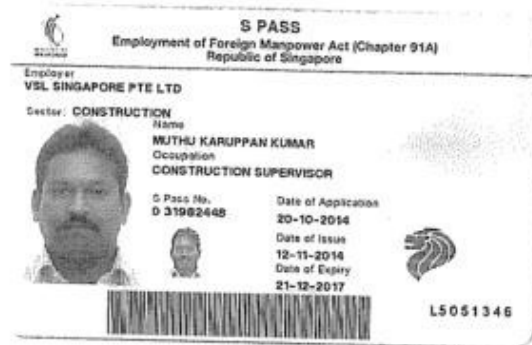 S PASS
Employment of Foreign Manpower Act (Chapter 91A)
Republic of Singapore
Employer
VSL SINGAPORE PTE LTD
Sector: CONSTRUCTION
Name
MUTHU KARUPPAN KUMAR
Occupation
CONSTRUCTION SUPERVISOR
S Pass No.
D 31982448
Date of Application
20-10-2014
Date of Issue
12-11-2014
Date of Expiry
21-12-2017
L5051346